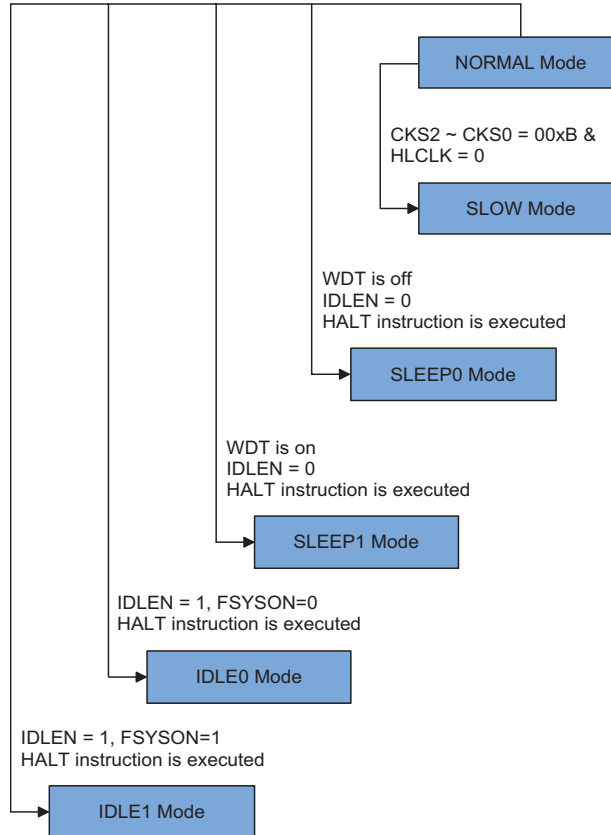 NORMAL Mode
CKS2 ~ CKS0 = 00xB &
HLCLK = 0
SLOW Mode
WDT is off
IDLEN = 0
HALT instruction is executed
SLEEP0 Mode
WDT is on
IDLEN = 0
HALT instruction is executed
SLEEP1 Mode
IDLEN = 1, FSYSON=0
HALT instruction is executed
IDLE0 Mode
IDLEN = 1, FSYSON=1
HALT instruction is executed
IDLE1 Mode